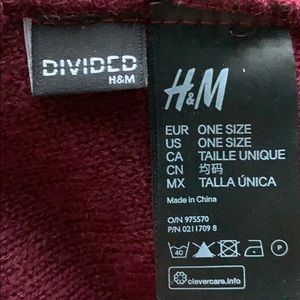 DIVIDED
H&M
H&M
EUR ONE SIZE
US ONE SIZE
CA TAILLE UNIQUE
CN 均码
MX TALLA ÚNICA
Made in China
O/N 975570
P/N 0211709 8
40
P
clevercare.info